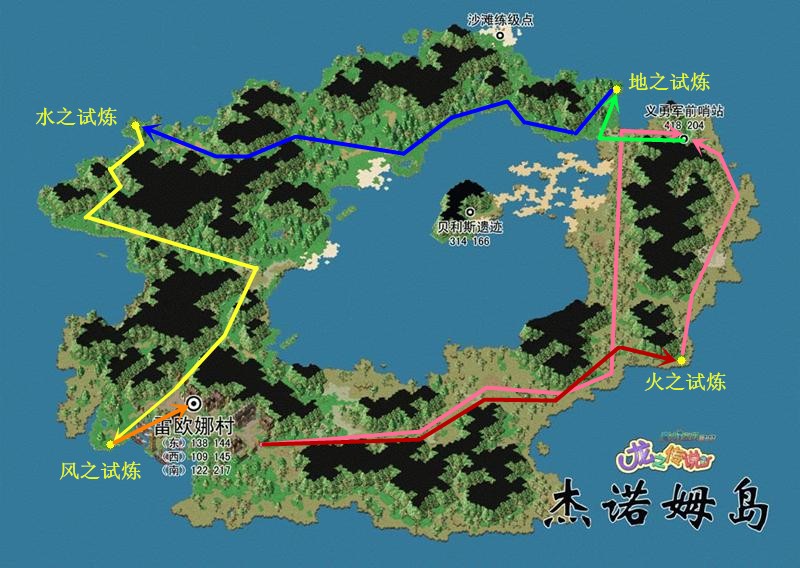 沙滩练级点
地之试炼
水之试炼
义勇军前哨站
418 204
贝利斯遗迹
314 166
火之试炼
雷欧娜村
(东)138 144
(西)109 145
(南)122 217
风之试炼
龙之传说
杰诺姆岛